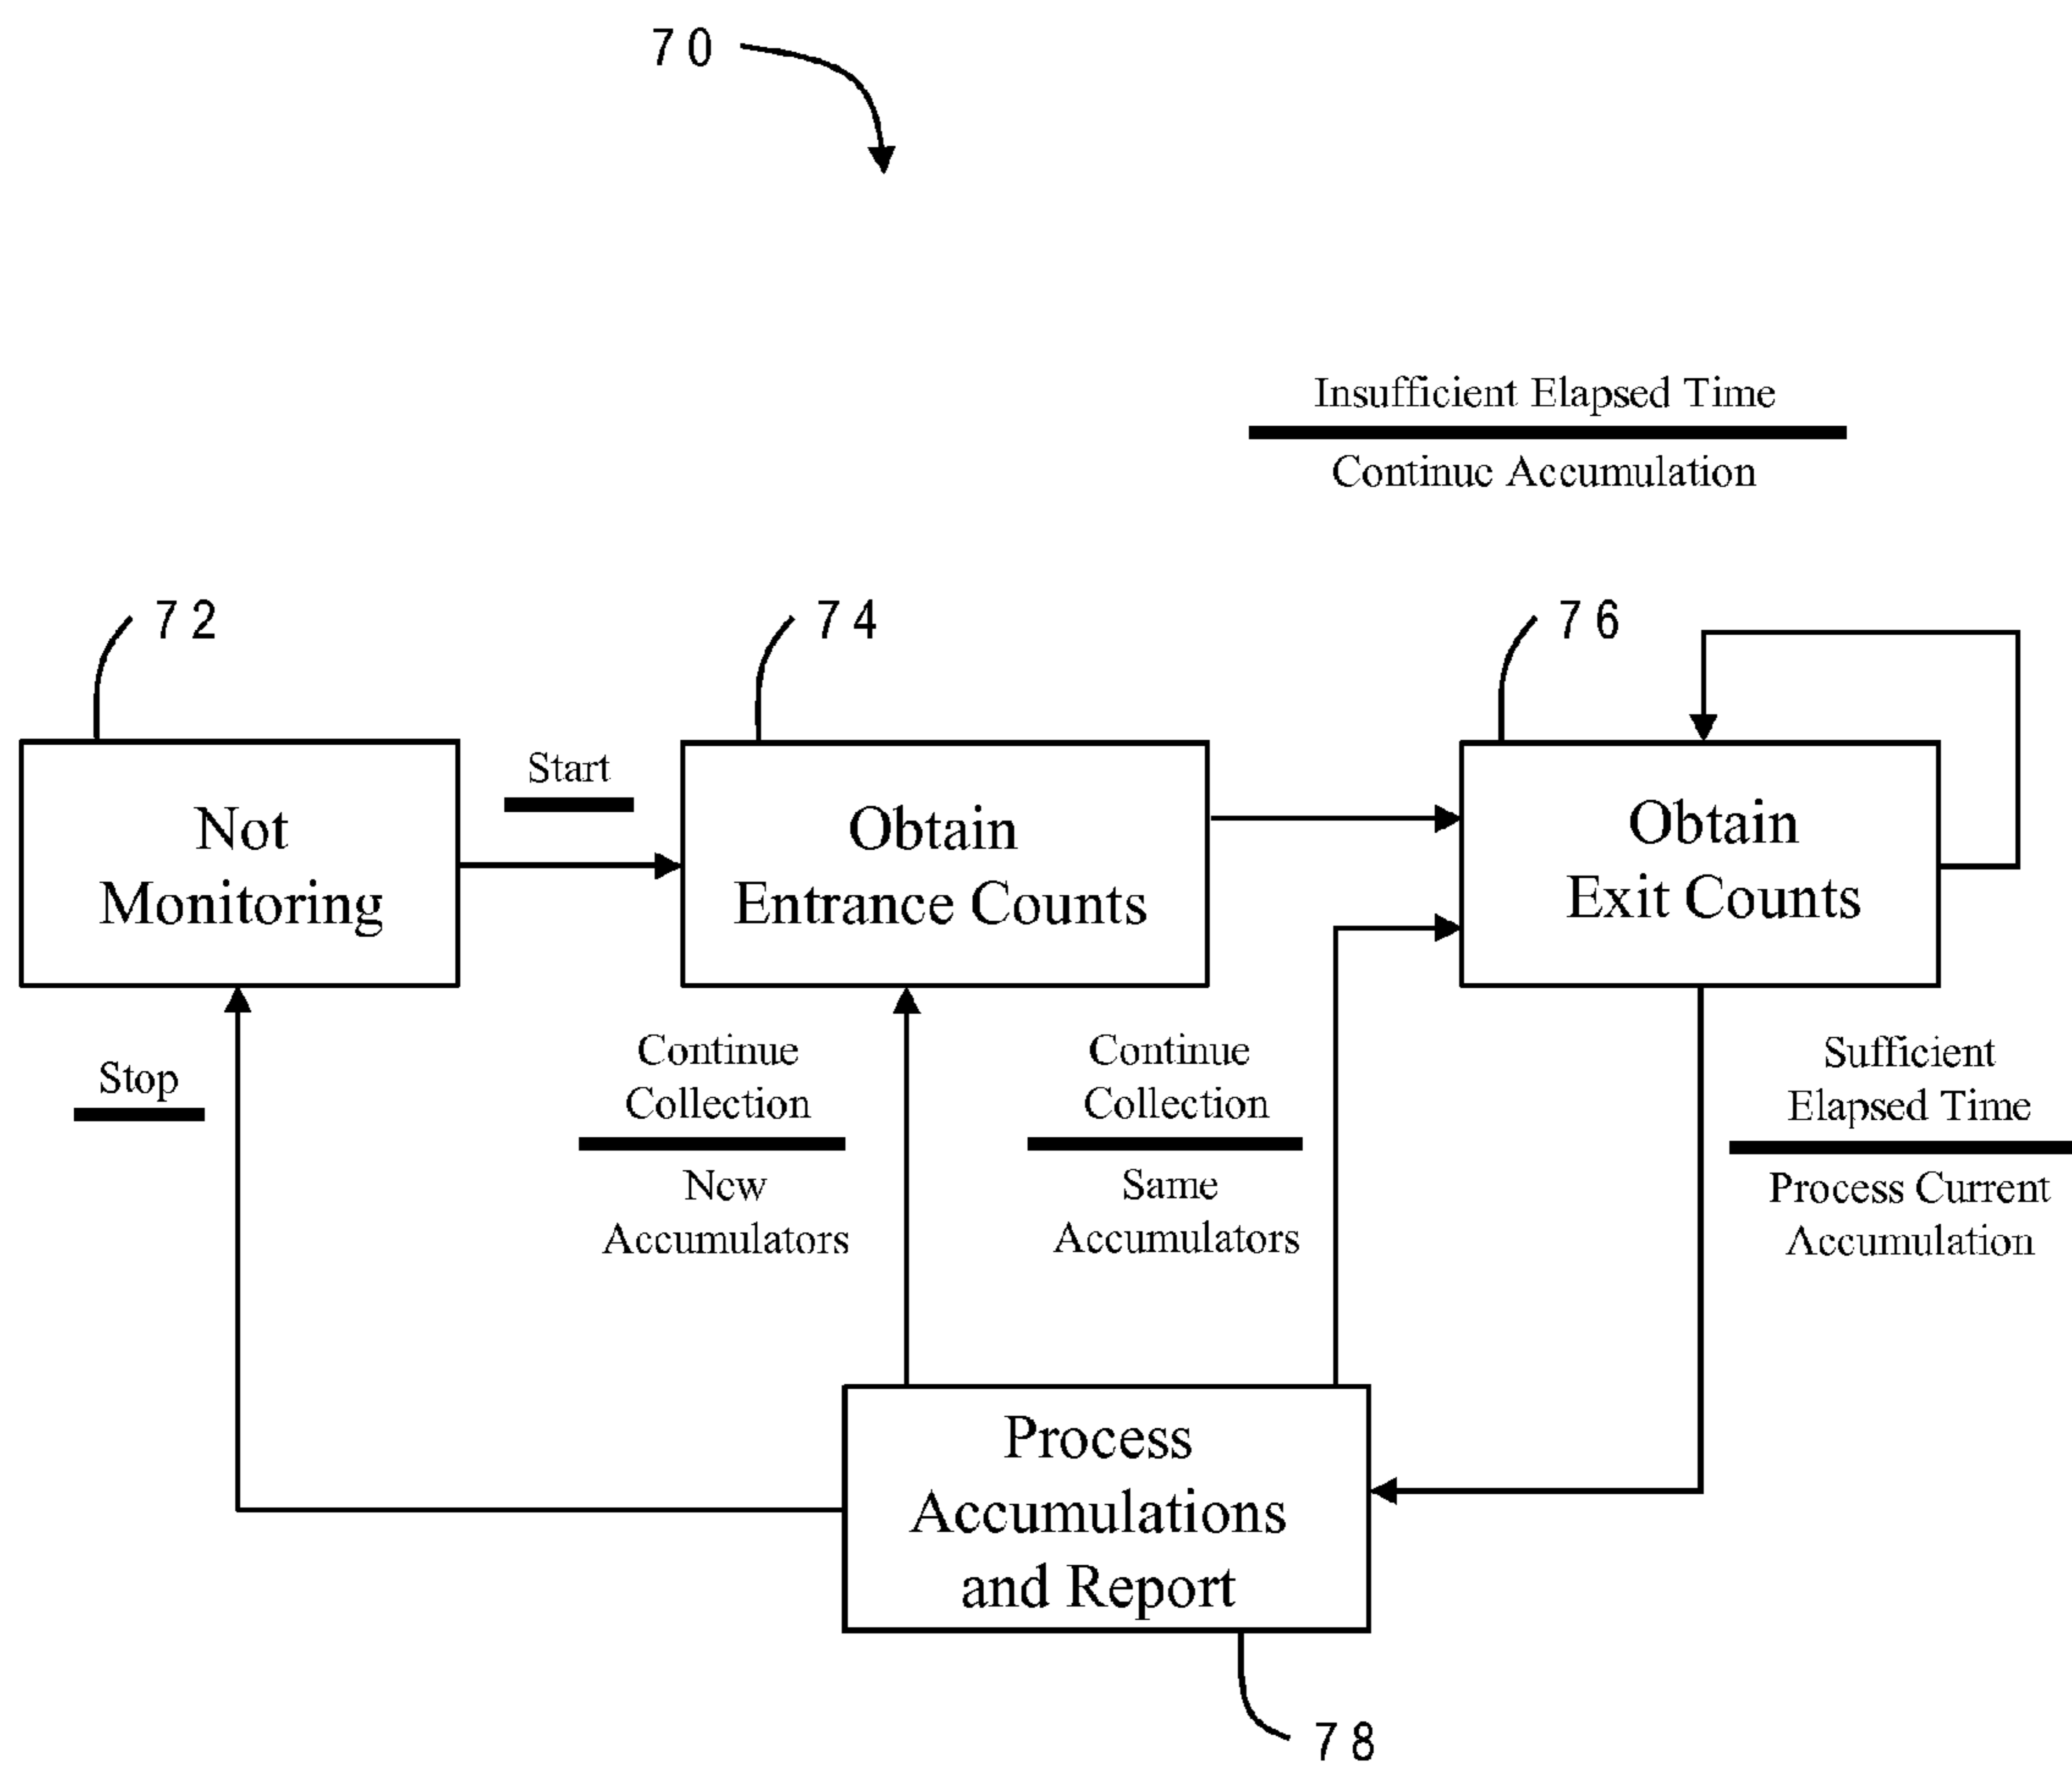 70
Insufficient Elapsed Time
Continue Accumulation
72
74
76
Not
Monitoring
Start
Obtain
Entrance Counts
Obtain
Exit Counts
Stop
Continue
Collection
New
Accumulators
Continue
Collection
Same
Accumulators
Sufficient
Elapsed Time
Process Current
Accumulation
Process
Accumulations
and Report
78